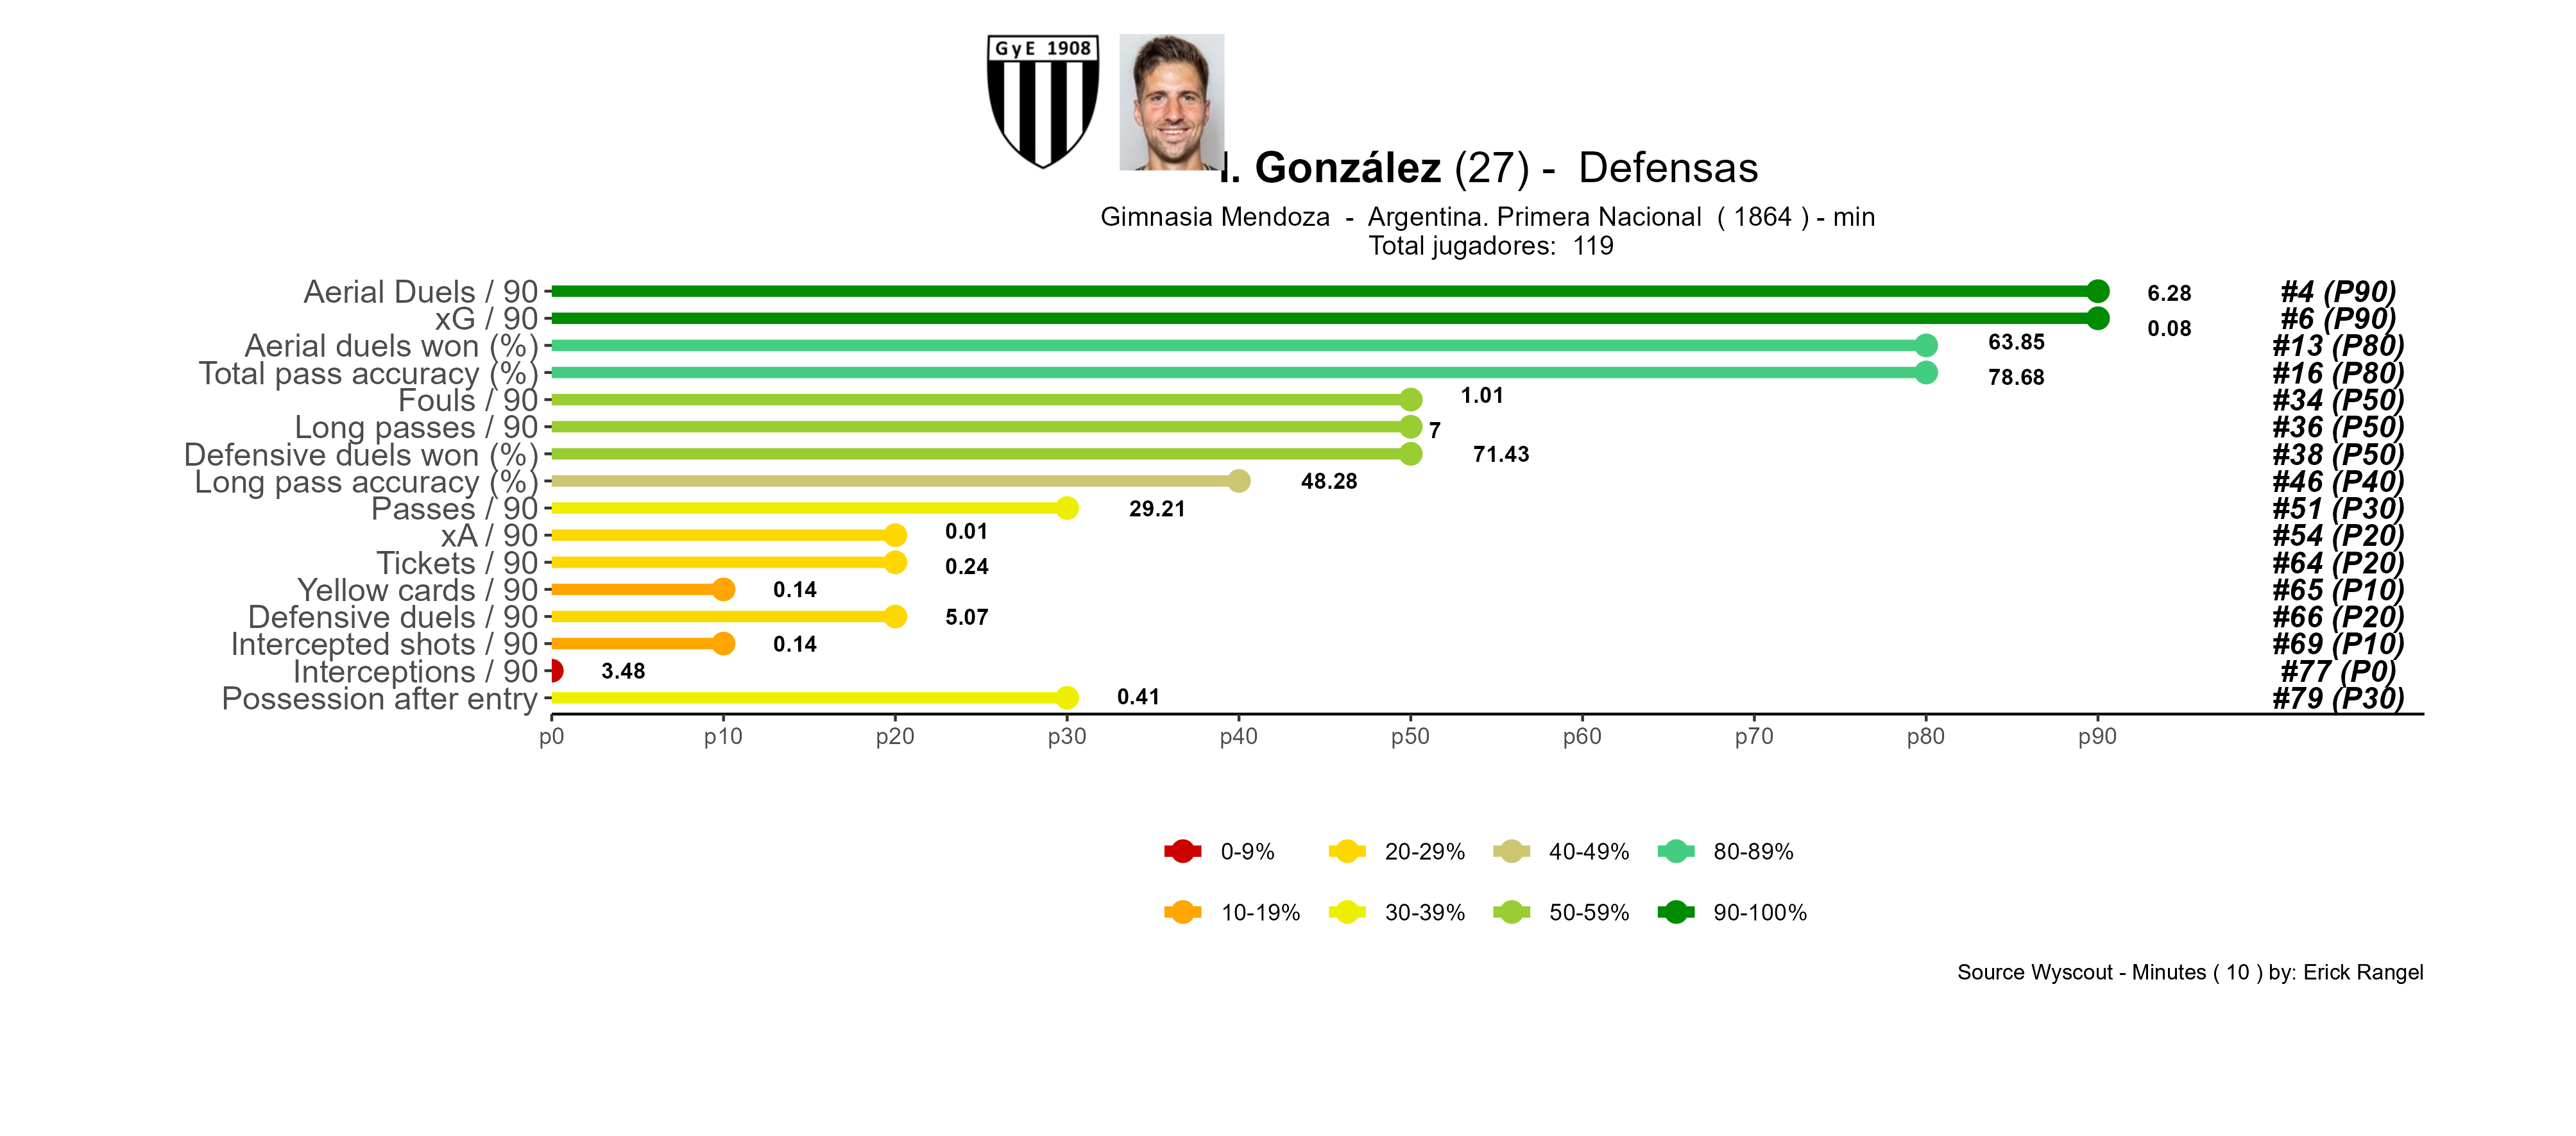 GyE 1908
I. González (27) - Defensas
Gimnasia Mendoza - Argentina. Primera Nacional ( 1864 ) - min
Total jugadores: 119
Aerial Duels / 90 6.28 #4 (P90)
xG / 90 0.08 #6 (P90)
Aerial duels won (%) 63.85 #13 (P80)
Total pass accuracy (%) 78.68 #16 (P80)
Fouls / 90 1.01 #34 (P50)
Long passes / 90 7 #36 (P50)
Defensive duels won (%) 71.43 #38 (P50)
Long pass accuracy (%) 48.28 #46 (P40)
Passes / 90 29.21 #51 (P30)
xA / 90 0.01 #54 (P20)
Tickets / 90 0.24 #64 (P20)
Yellow cards / 90 0.14 #65 (P10)
Defensive duels / 90 5.07 #66 (P20)
Intercepted shots / 90 0.14 #69 (P10)
Interceptions / 90 3.48 #77 (P0)
Possession after entry 0.41 #79 (P30)
p0 p10 p20 p30 p40 p50 p60 p70 p80 p90
0-9% 20-29% 40-49% 80-89%
10-19% 30-39% 50-59% 90-100%
Source Wyscout - Minutes ( 10 ) by: Erick Rangel